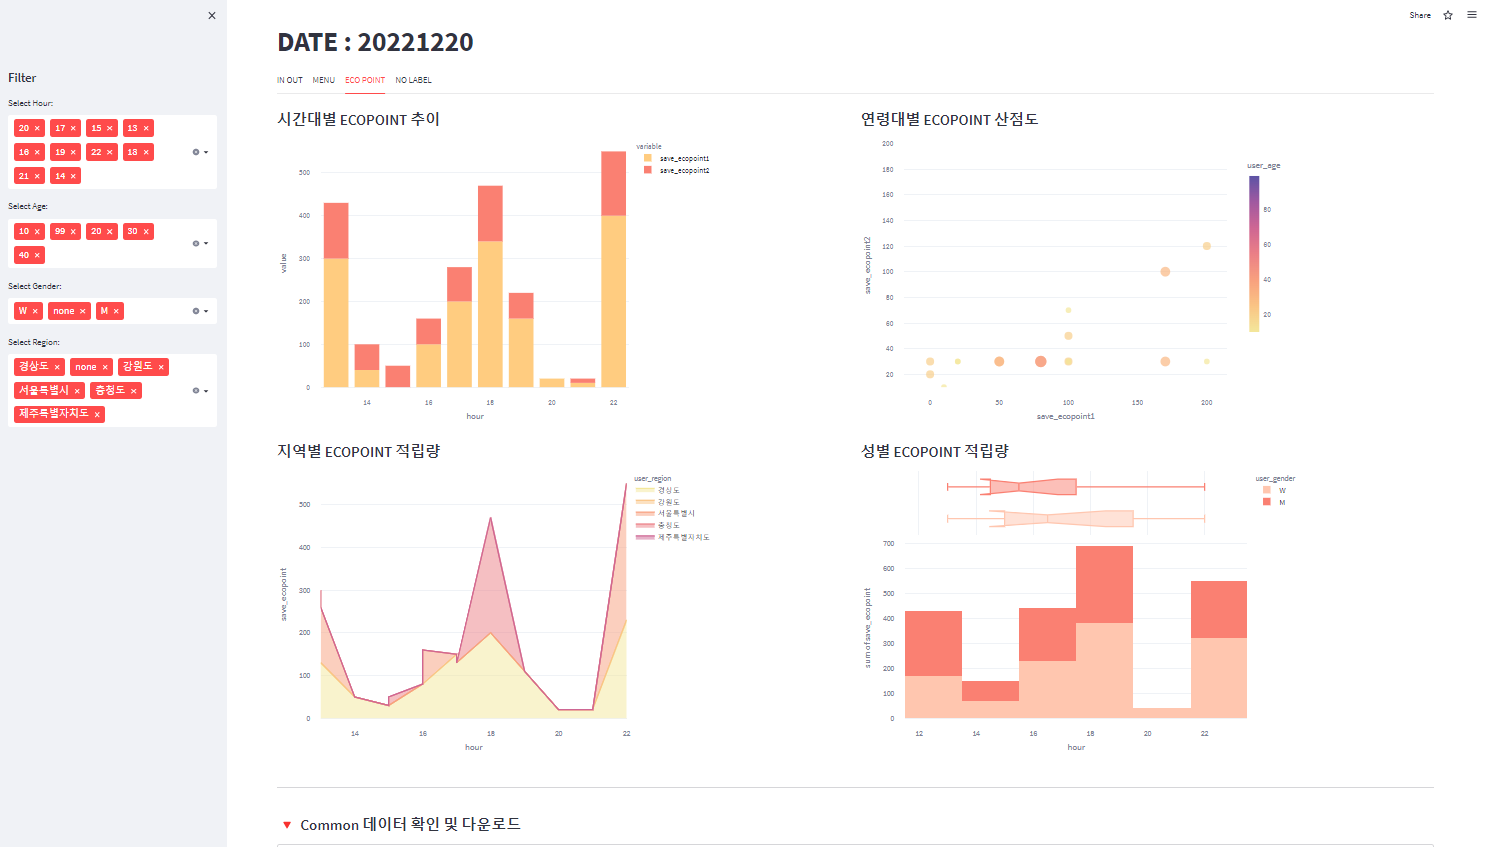 ×
Share
DATE : 20221220
IN OUT MENU ECO POINT NO LABEL
Filter
Select Hour:
20 × 17 × 15 × 13 ×
16 × 19 × 22 × 18 ×
21 × 14 ×
Select Age:
10 × 99 × 20 × 30 ×
40 ×
Select Gender:
W × none × M ×
Select Region:
경상도 × none × 강원도 ×
서울특별시 × 충청도 ×
제주특별자치도 ×
시간대별 ECOPOINT 추이
variable
save_ecopoint1
save_ecopoint2
value
500
400
300
200
100
0
14 16 18 20 22
hour
연령대별 ECOPOINT 산점도
save_ecopoint2
200
180
160
140
120
100
80
60
40
20
0 50 100 150 200
save_ecopoint1
user_age
80
60
40
20
지역별 ECOPOINT 적립량
user_region
경상도
강원도
서울특별시
충청도
제주특별자치도
save_ecopoint
500
400
300
200
100
0
14 16 18 20 22
hour
성별 ECOPOINT 적립량
user_gender
W
M
sum of save_ecopoint
700
600
500
400
300
200
100
0
12 14 16 18 20 22
hour
Common 데이터 확인 및 다운로드